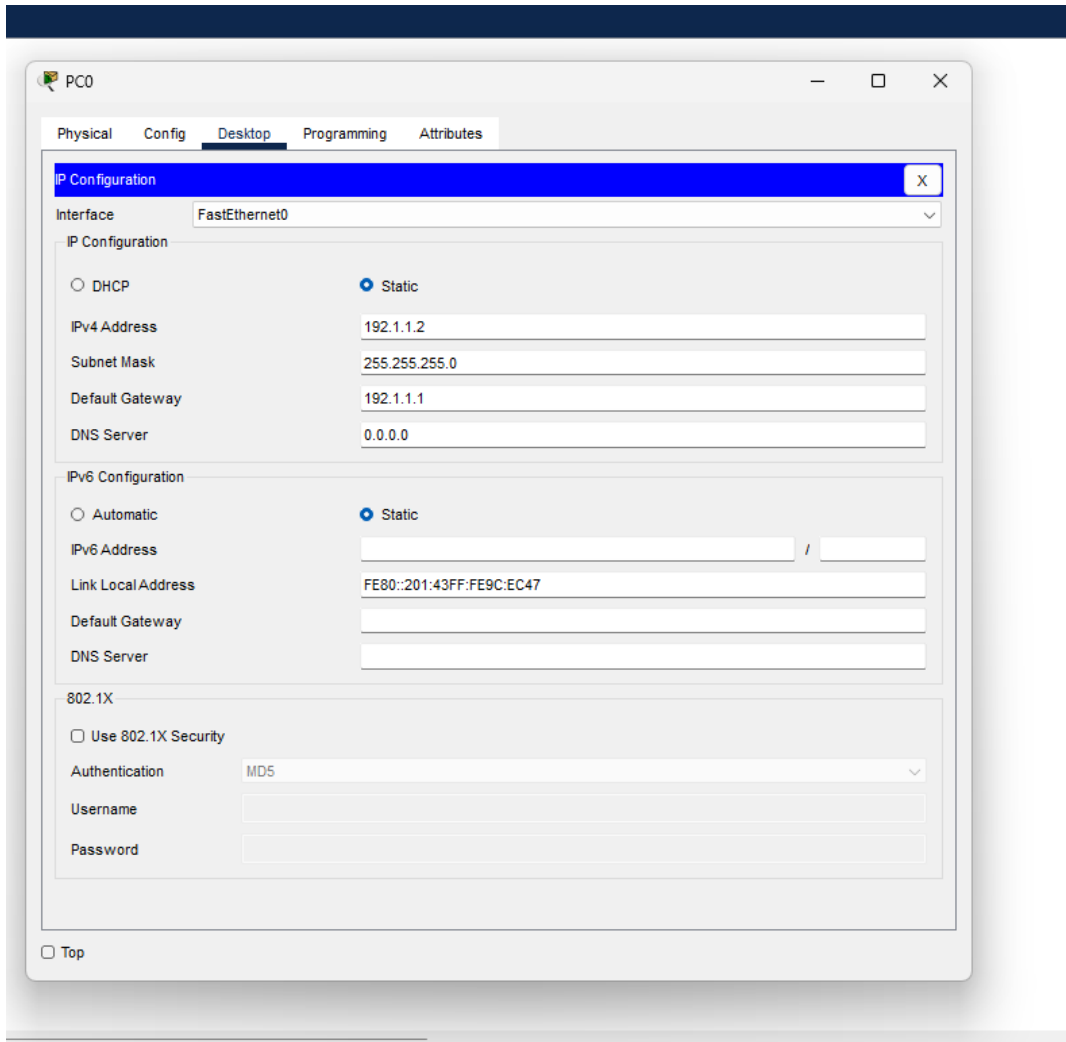 PC0
Physical Config Desktop Programming Attributes
IP Configuration X
Interface FastEthernet0
IP Configuration
DHCP Static
IPv4 Address 192.1.1.2
Subnet Mask 255.255.255.0
Default Gateway 192.1.1.1
DNS Server 0.0.0.0
IPv6 Configuration
Automatic Static
IPv6 Address /
Link Local Address FE80::201:43FF:FE9C:EC47
Default Gateway
DNS Server
802.1X
Use 802.1X Security
Authentication MD5
Username
Password
Top